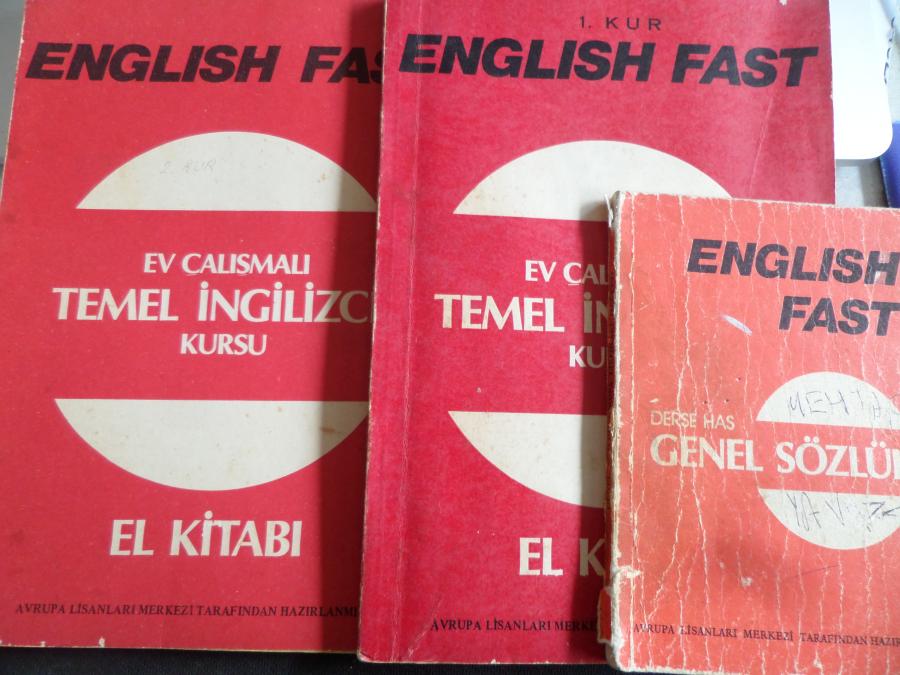 ENGLISH FAS
2. KUR
EV ÇALIŞMALI
TEMEL İNGİLİZC
KURSU
EL KİTABI
AVRUPA LİSANLARI MERKEZİ TARAFINDAN HAZIRLANM
1. KUR
ENGLISH FAST
EV ÇAL
TEMEL İN
KU
EL K
AVRUPA LİSANLARI MERKEZ
ENGLISH
FAST
DERSE HAS
GENEL SÖZLÜ
AVRUPA LİSANLARI MERKEZİ TARAFINDAN HAZIR